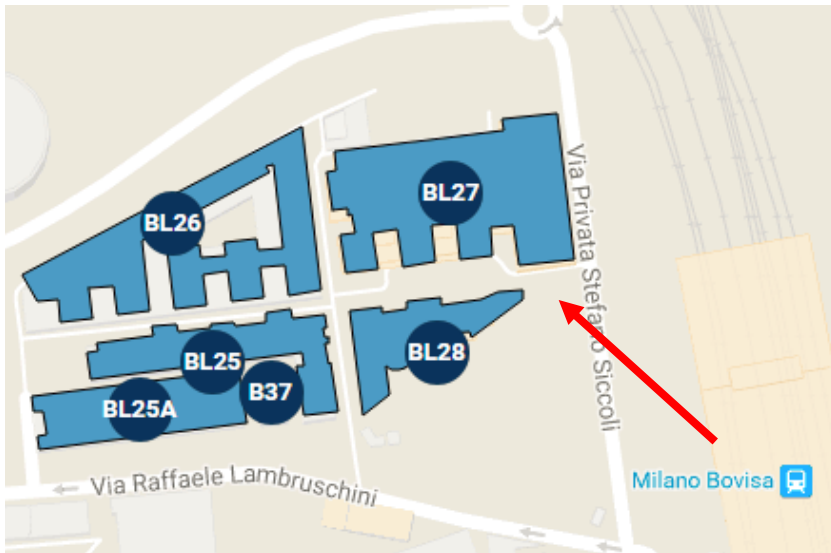 BL27
BL26
Via Privata Stefano Siccoli
BL28
BL25
B37
BL25A
Via Raffaele Lambruschini
Milano Bovisa